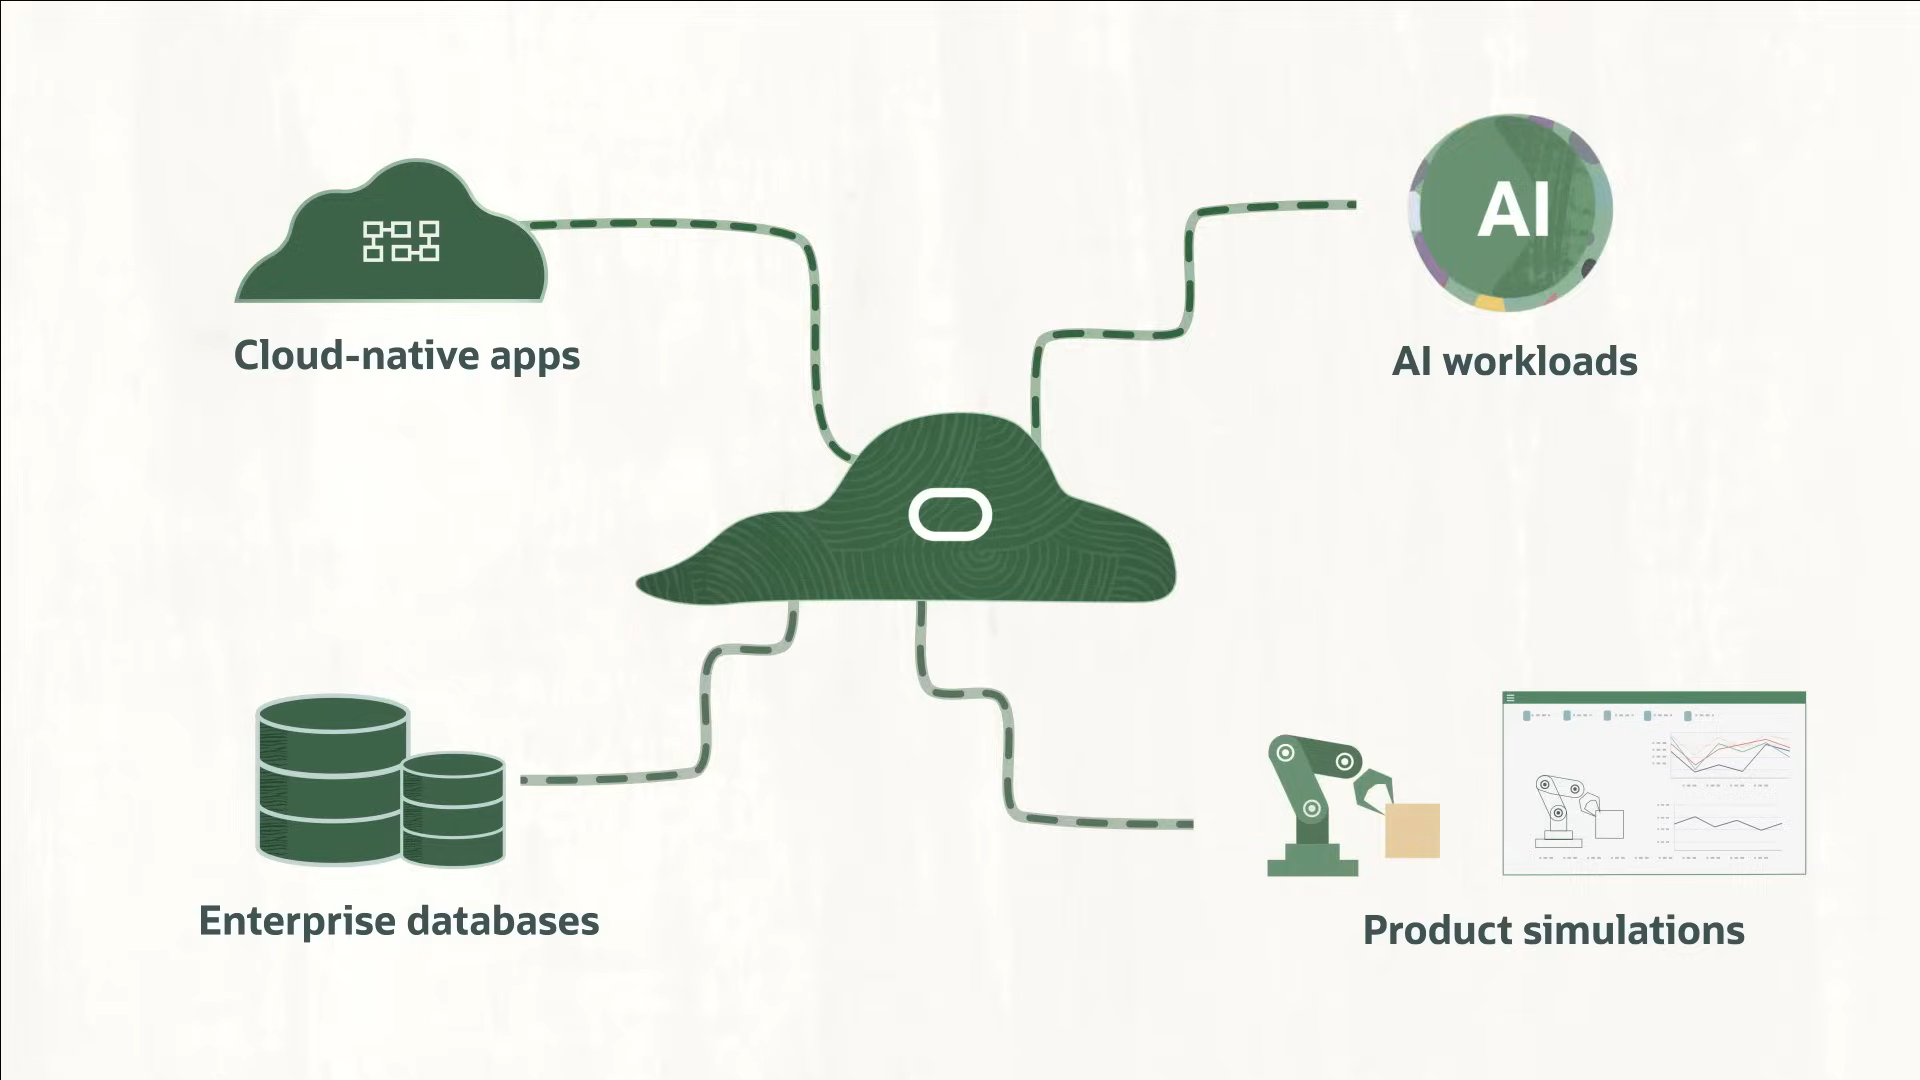 AI
Cloud-native apps
AI workloads
Enterprise databases
Product simulations